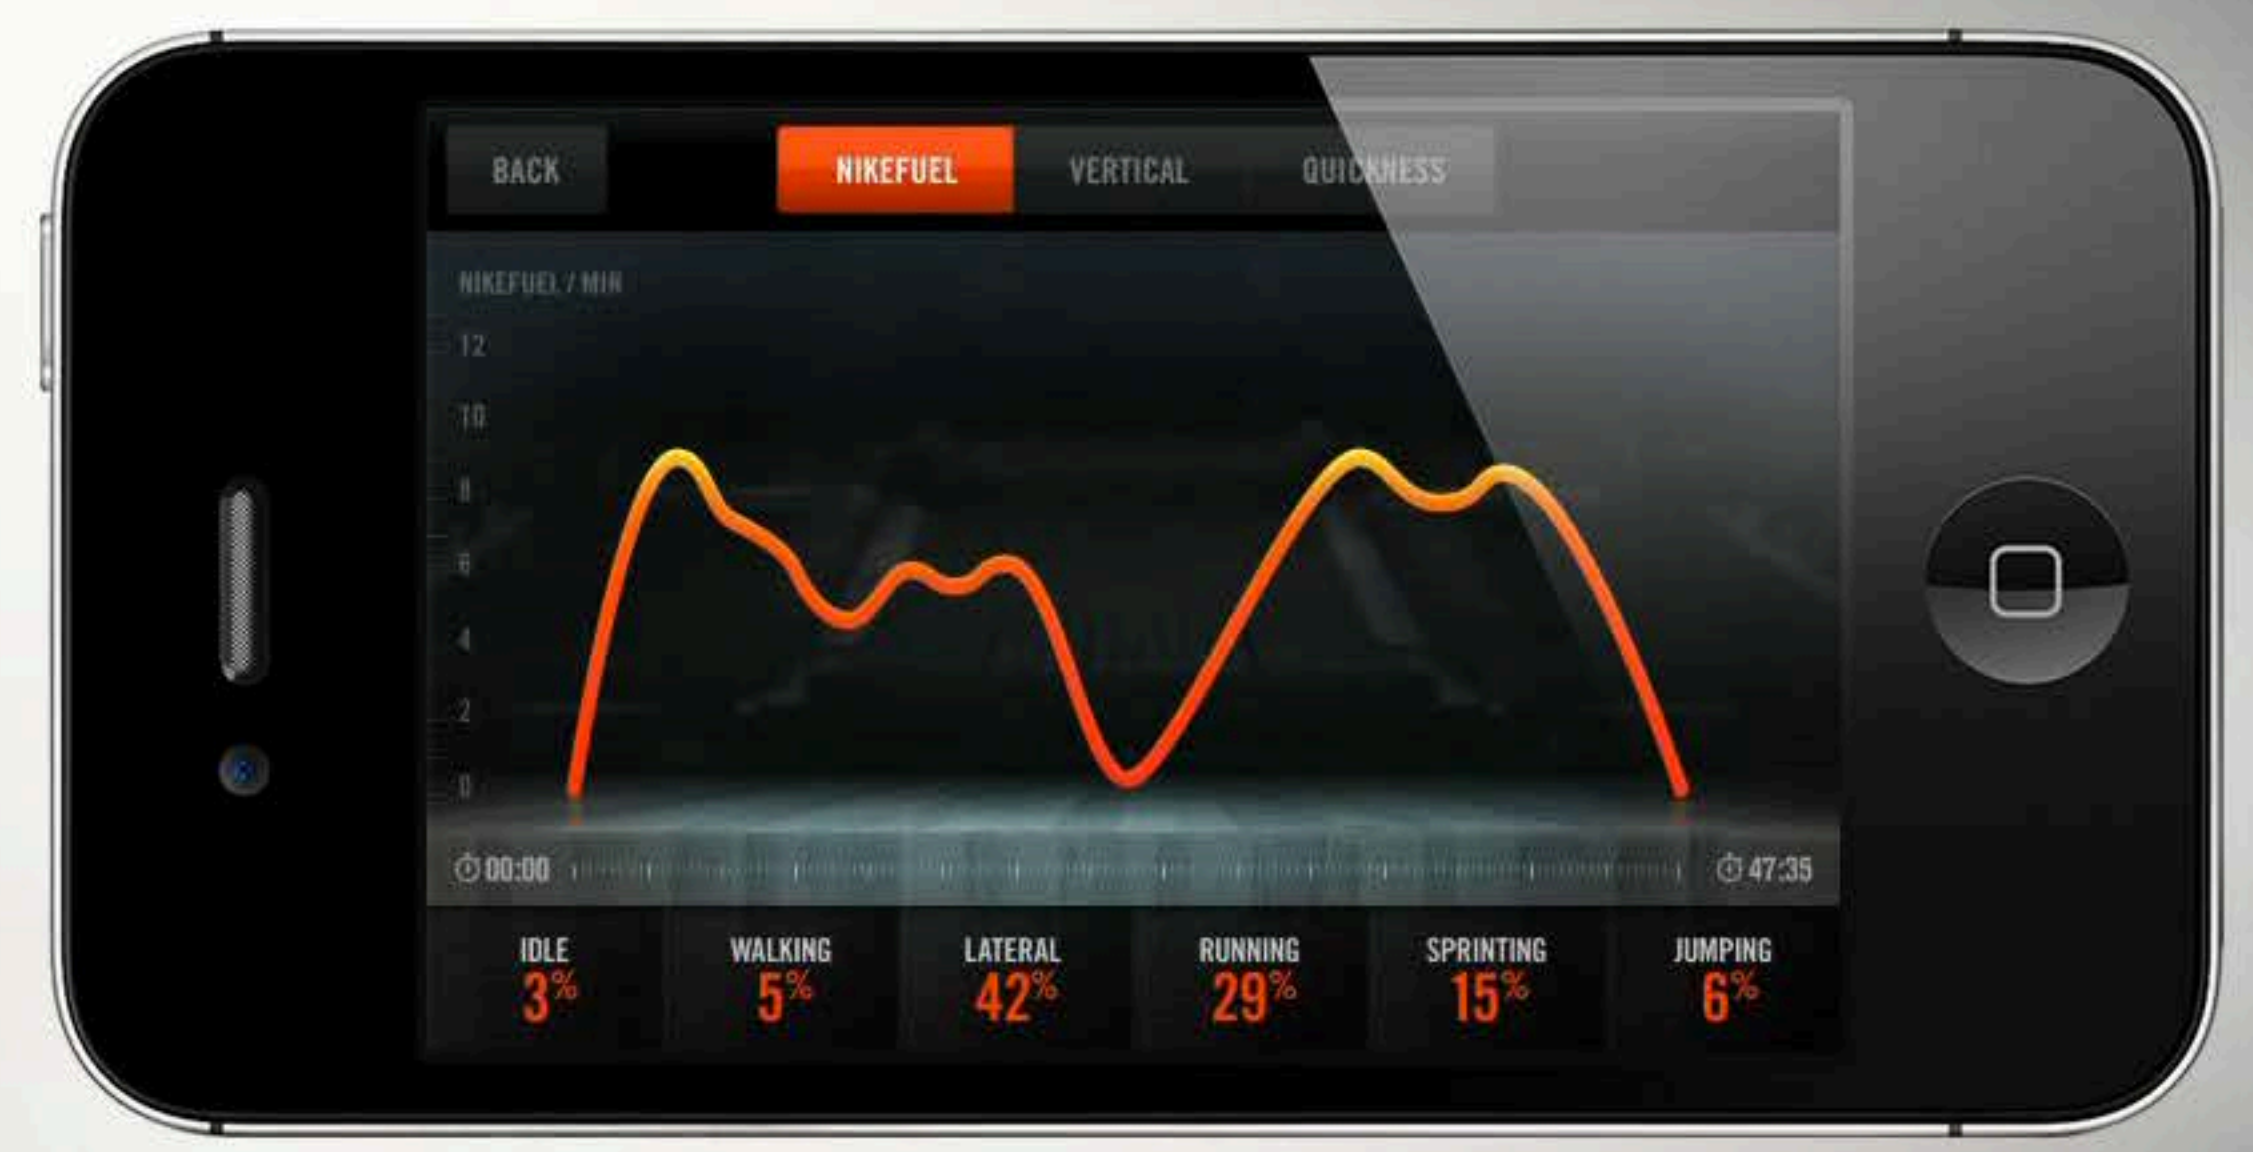 BACK
NIKEFUEL
VERTICAL
QUICKNESS
NIKEFUEL / MIN
12
10
8
6
4
2
0
00:00
47:35
IDLE
3%
WALKING
5%
LATERAL
42%
RUNNING
29%
SPRINTING
15%
JUMPING
6%